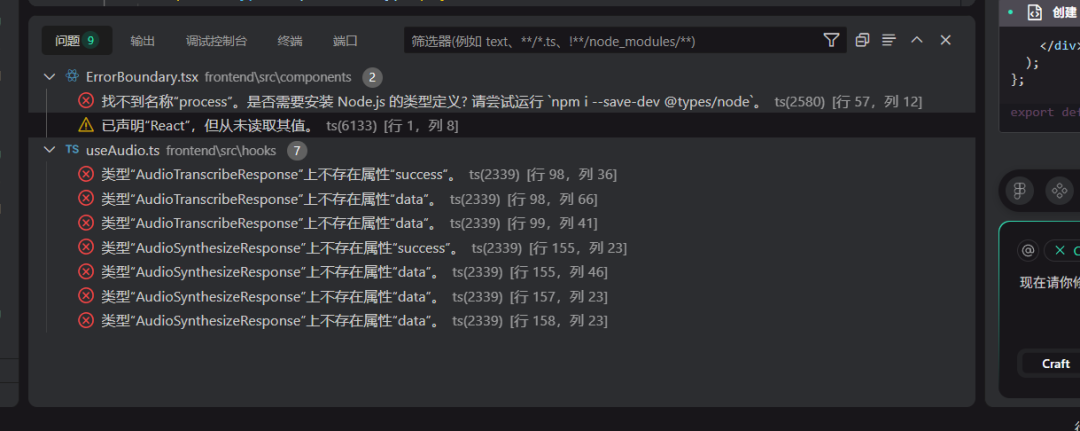 问题 9 输出 调试控制台 终端 端口 筛选器(例如 text、**/*.ts、!**/node_modules/**)
ErrorBoundary.tsx frontend\src\components 2
找不到名称“process”。是否需要安装 Node.js 的类型定义? 请尝试运行 `npm i --save-dev @types/node`。 ts(2580) [行 57，列 12]
已声明“React”，但从未读取其值。 ts(6133) [行 1，列 8]
TS useAudio.ts frontend\src\hooks 7
类型“AudioTranscribeResponse”上不存在属性“success”。 ts(2339) [行 98，列 36]
类型“AudioTranscribeResponse”上不存在属性“data”。 ts(2339) [行 98，列 66]
类型“AudioTranscribeResponse”上不存在属性“data”。 ts(2339) [行 99，列 41]
类型“AudioSynthesizeResponse”上不存在属性“success”。 ts(2339) [行 155，列 23]
类型“AudioSynthesizeResponse”上不存在属性“data”。 ts(2339) [行 155，列 46]
类型“AudioSynthesizeResponse”上不存在属性“data”。 ts(2339) [行 157，列 23]
类型“AudioSynthesizeResponse”上不存在属性“data”。 ts(2339) [行 158，列 23]
创建
</div>
);
};
export def
@
现在请你修
Craft